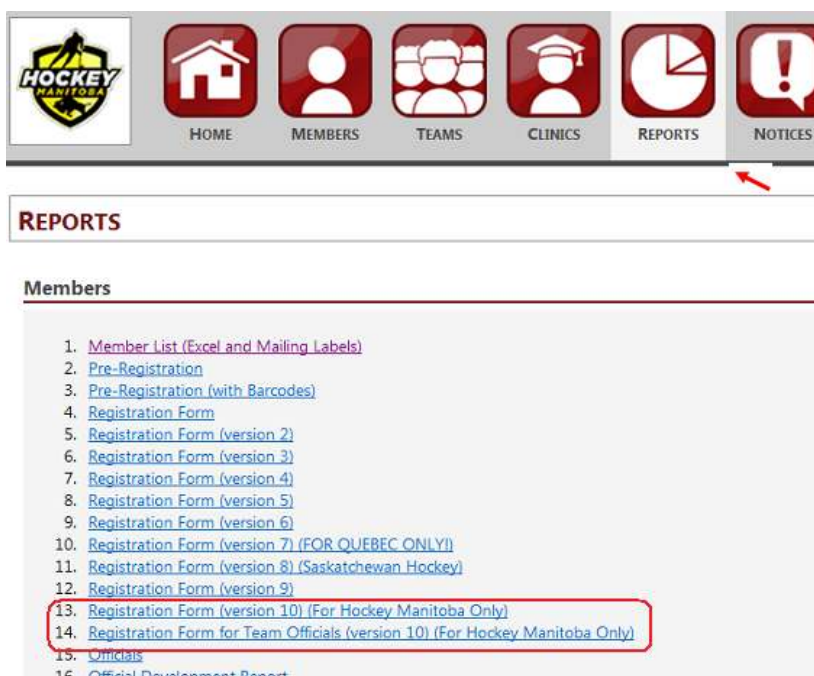 HOCKEY
MANITOBA
HOME MEMBERS TEAMS CLINICS REPORTS NOTICES
REPORTS
Members
1. Member List (Excel and Mailing Labels)
2. Pre-Registration
3. Pre-Registration (with Barcodes)
4. Registration Form
5. Registration Form (version 2)
6. Registration Form (version 3)
7. Registration Form (version 4)
8. Registration Form (version 5)
9. Registration Form (version 6)
10. Registration Form (version 7) (FOR QUEBEC ONLY!)
11. Registration Form (version 8) (Saskatchewan Hockey)
12. Registration Form (version 9)
13. Registration Form (version 10) (For Hockey Manitoba Only)
14. Registration Form for Team Officials (version 10) (For Hockey Manitoba Only)
15. Officials
16. Official Development Report